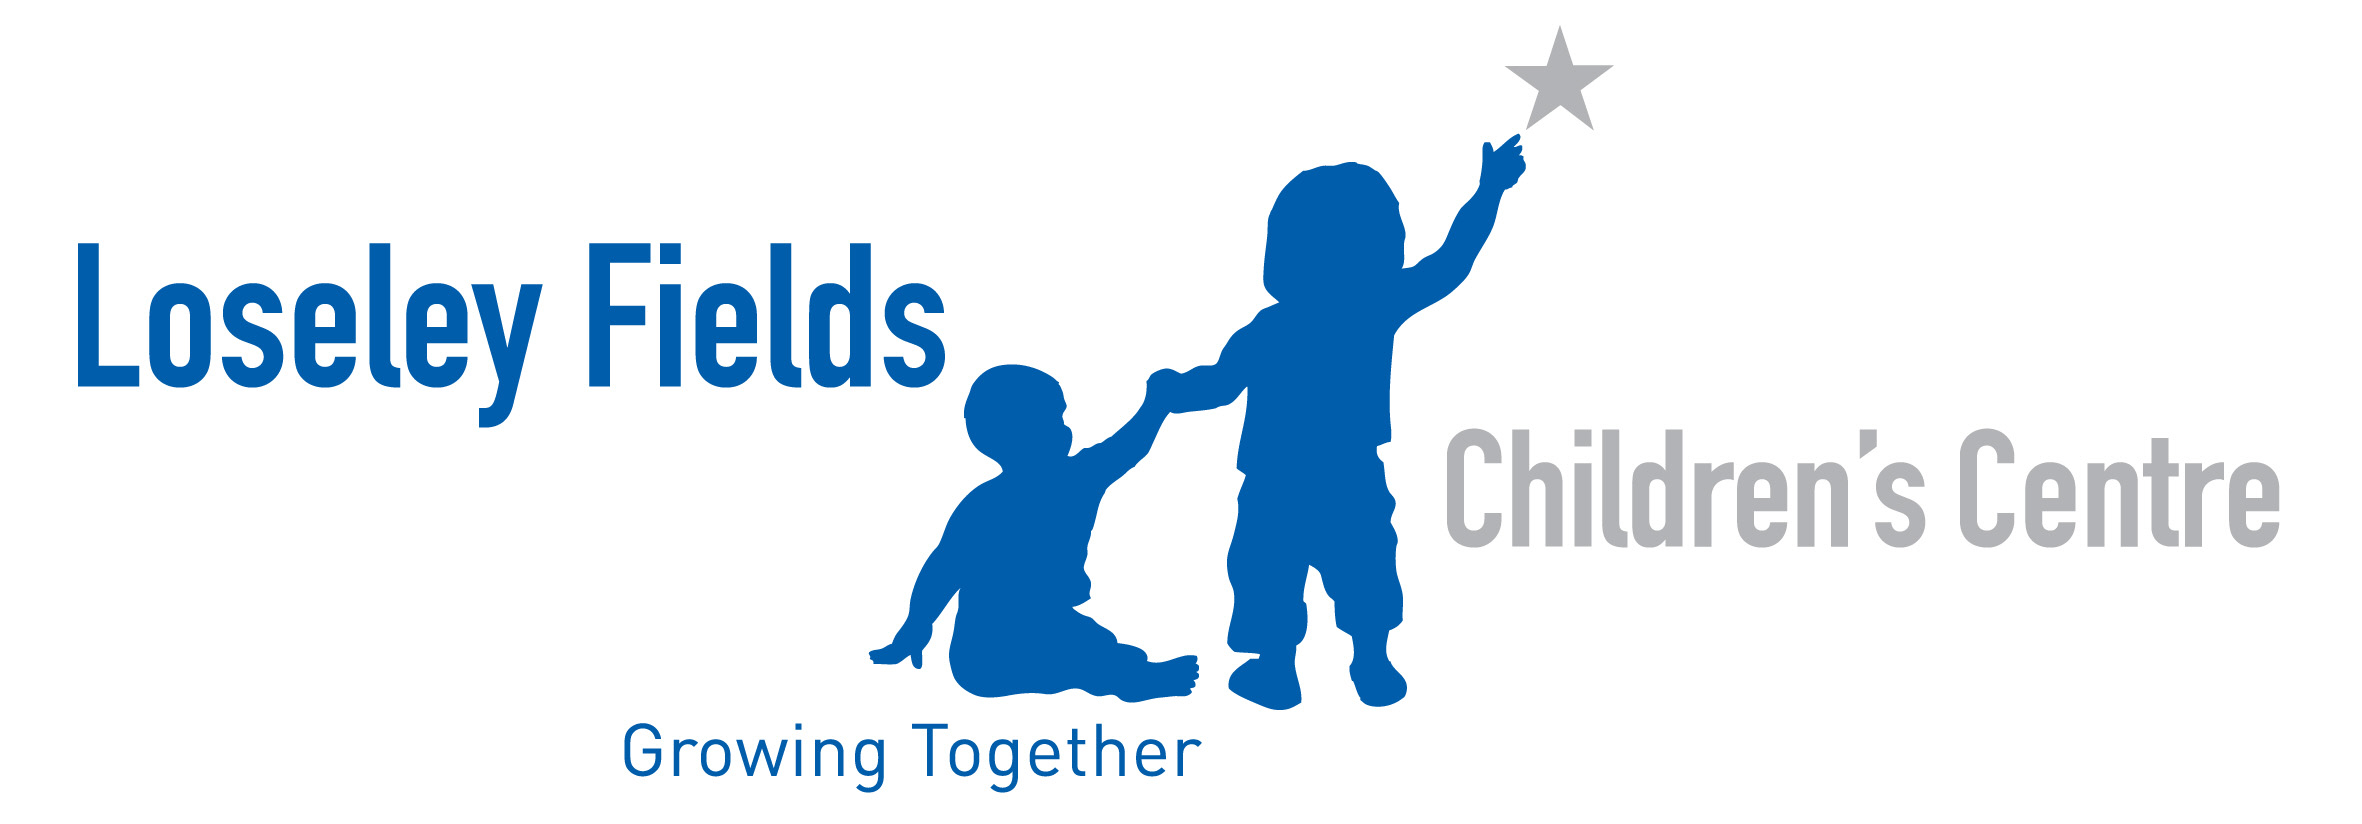 Loseley Fields
Children's Centre
Growing Together